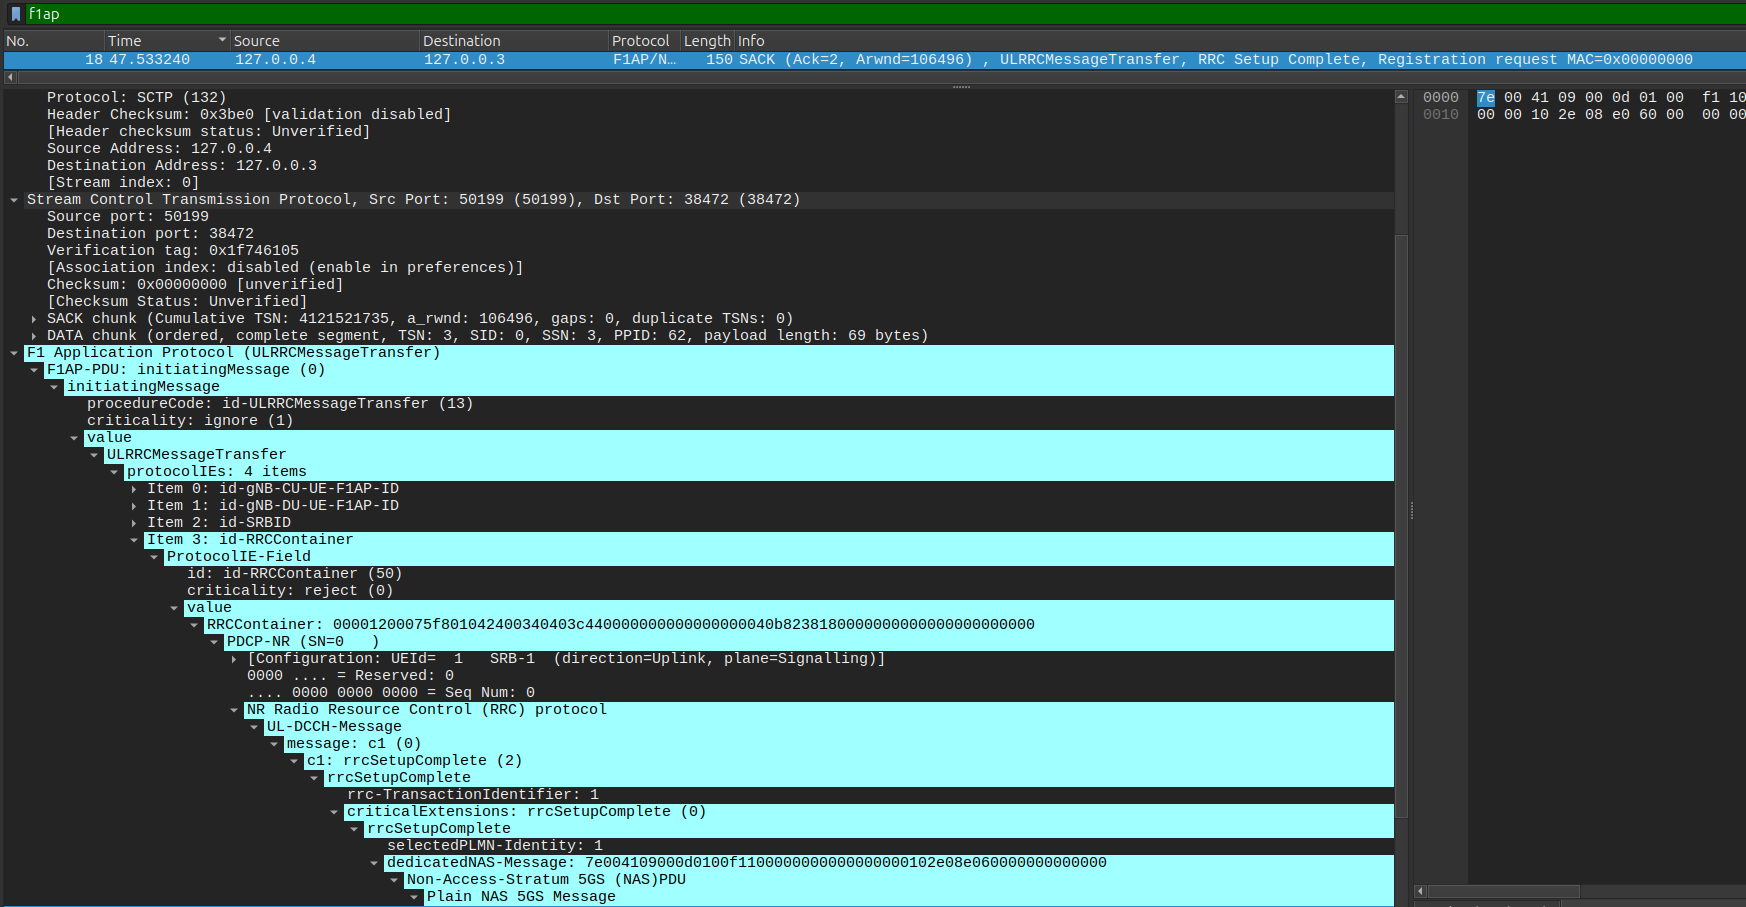 f1ap
No. Time Source Destination Protocol Length Info
18 47.533240 127.0.0.4 127.0.0.3 F1AP/N… 150 SACK (Ack=2, Arwnd=106496) , ULRRCMessageTransfer, RRC Setup Complete, Registration request MAC=0x00000000
Protocol: SCTP (132)
Header Checksum: 0x3be0 [validation disabled]
[Header checksum status: Unverified]
Source Address: 127.0.0.4
Destination Address: 127.0.0.3
[Stream index: 0]
Stream Control Transmission Protocol, Src Port: 50199 (50199), Dst Port: 38472 (38472)
Source port: 50199
Destination port: 38472
Verification tag: 0x1f746105
[Association index: disabled (enable in preferences)]
Checksum: 0x00000000 [unverified]
[Checksum Status: Unverified]
SACK chunk (Cumulative TSN: 4121521735, a_rwnd: 106496, gaps: 0, duplicate TSNs: 0)
DATA chunk (ordered, complete segment, TSN: 3, SID: 0, SSN: 3, PPID: 62, payload length: 69 bytes)
F1 Application Protocol (ULRRCMessageTransfer)
F1AP-PDU: initiatingMessage (0)
initiatingMessage
procedureCode: id-ULRRCMessageTransfer (13)
criticality: ignore (1)
value
ULRRCMessageTransfer
protocolIEs: 4 items
Item 0: id-gNB-CU-UE-F1AP-ID
Item 1: id-gNB-DU-UE-F1AP-ID
Item 2: id-SRBID
Item 3: id-RRCContainer
ProtocolIE-Field
id: id-RRCContainer (50)
criticality: reject (0)
value
RRCContainer: 00001200075f801042400340403c440000000000000000040b8238180000000000000000000000
PDCP-NR (SN=0 )
[Configuration: UEId= 1 SRB-1 (direction=Uplink, plane=Signalling)]
0000 .... = Reserved: 0
.... 0000 0000 0000 = Seq Num: 0
NR Radio Resource Control (RRC) protocol
UL-DCCH-Message
message: c1 (0)
c1: rrcSetupComplete (2)
rrcSetupComplete
rrc-TransactionIdentifier: 1
criticalExtensions: rrcSetupComplete (0)
rrcSetupComplete
selectedPLMN-Identity: 1
dedicatedNAS-Message: 7e004109000d0100f1100000000000000000102e08e060000000000000
Non-Access-Stratum 5GS (NAS)PDU
Plain NAS 5GS Message
0000 7e 00 41 09 00 0d 01 00 f1 10
0010 00 00 10 2e 08 e0 60 00 00 00